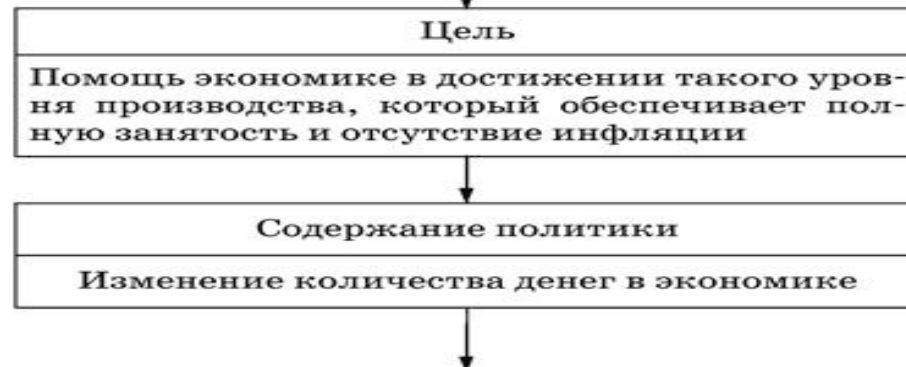 Цель
Помощь экономике в достижении такого уров-
ня производства, который обеспечивает пол-
ную занятость и отсутствие инфляции
Содержание политики
Изменение количества денег в экономике